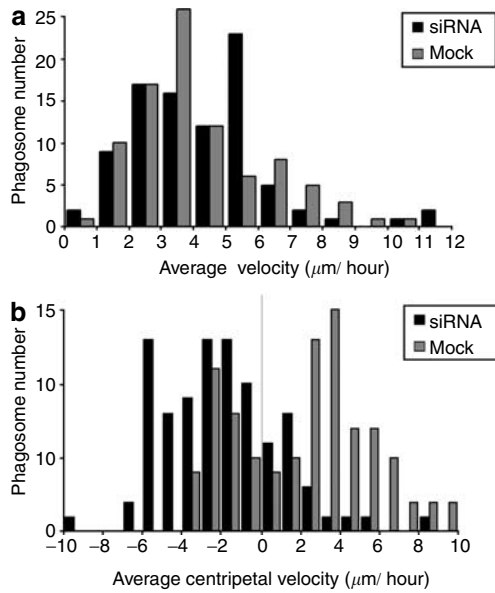 a
25
20
15
10
5
0
Phagosome number
siRNA
Mock
0 1 2 3 4 5 6 7 8 9 10 11 12
Average velocity (μm/ hour)
b
15
10
10
0
Phagosome number
siRNA
Mock
–10 –8 –6 –4 –2 0 2 4 6 8 10
Average centripetal velocity (μm/ hour)